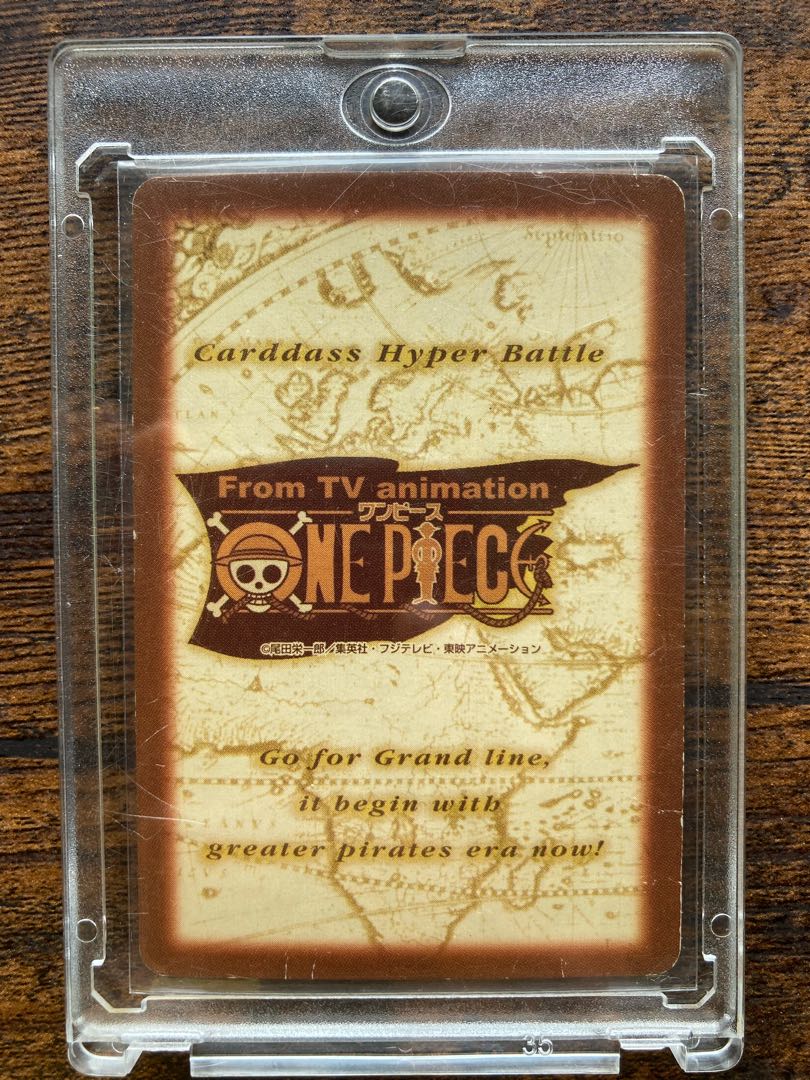 Septentrio
Carddass Hyper Battle
From TV animation
ワンピース
ONE PIECE
©尾田栄一郎／集英社・フジテレビ・東映アニメーション
Go for Grand line,
it begin with
greater pirates era now!
35